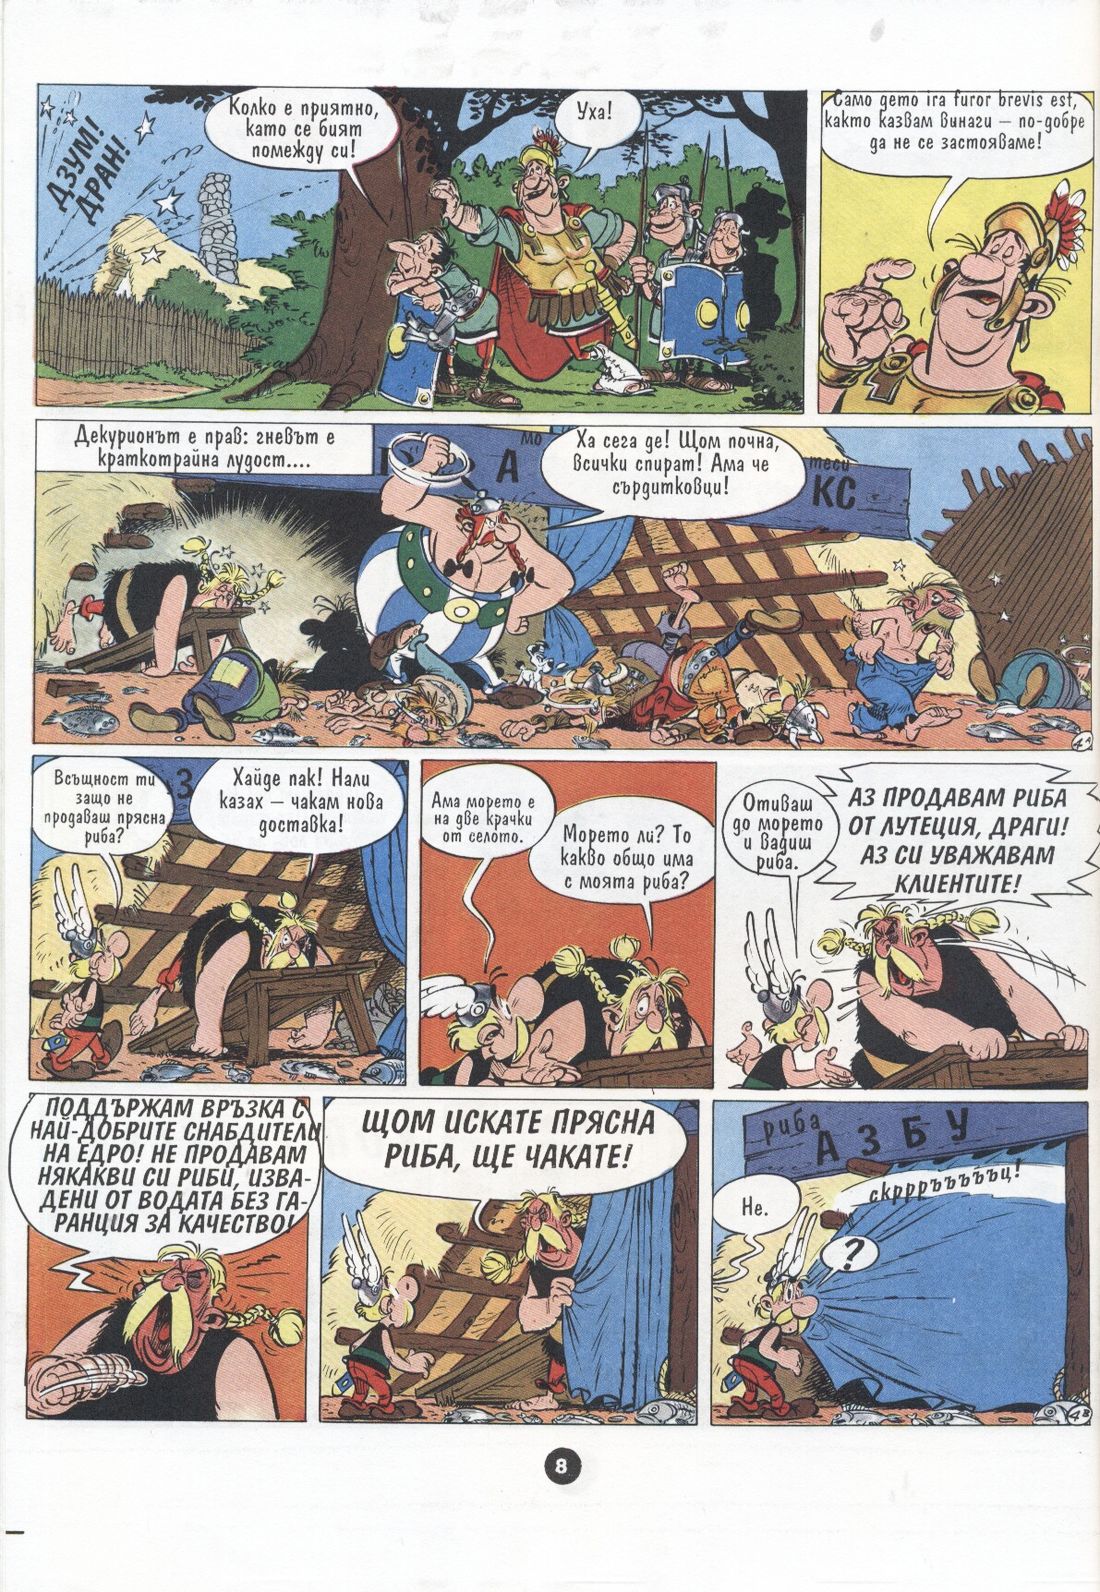 ДЗУМ!
ДРАН!
Колко е приятно,
като се бият
помежду си!
Уха!
Само дето ira furor brevis est,
както казвам винаги – по-добре
да не се застояваме!
Декурионът е прав: гневът е
краткотрайна лудост....
мо
А
Ха сега де! Щом почна,
всички спират! Ама че
сърдитковци!
теси
КС
4A
Всъщност ти
защо не
продаваш прясна
риба?
З
Хайде пак! Нали
казах – чакам нова
доставка!
Ама морето е
на две крачки
от селото.
Морето ли? То
какво общо има
с моята риба?
Отиваш
до морето
и вадиш
риба.
АЗ ПРОДАВАМ РИБА
ОТ ЛУТЕЦИЯ, ДРАГИ!
АЗ СИ УВАЖАВАМ
КЛИЕНТИТЕ!
ПОДДЪРЖАМ ВРЪЗКА С
НАЙ-ДОБРИТЕ СНАБДИТЕЛИ
НА ЕДРО! НЕ ПРОДАВАМ
НЯКАКВИ СИ РИБИ, ИЗВА-
ДЕНИ ОТ ВОДАТА БЕЗ ГА-
РАНЦИЯ ЗА КАЧЕСТВО!
ЩОМ ИСКАТЕ ПРЯСНА
РИБА, ЩЕ ЧАКАТЕ!
риба
А З Б У
скрррЪЪЪЪЪц!
Не.
?
4B
8